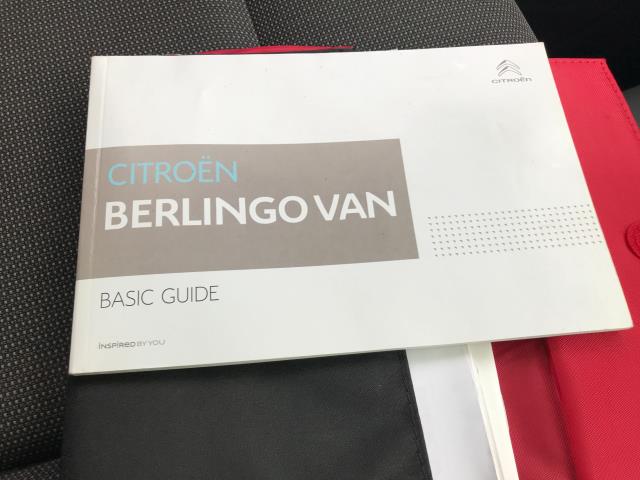 CITROËN
CITROËN
BERLINGO VAN
BASIC GUIDE
INSPIRED BY YOU